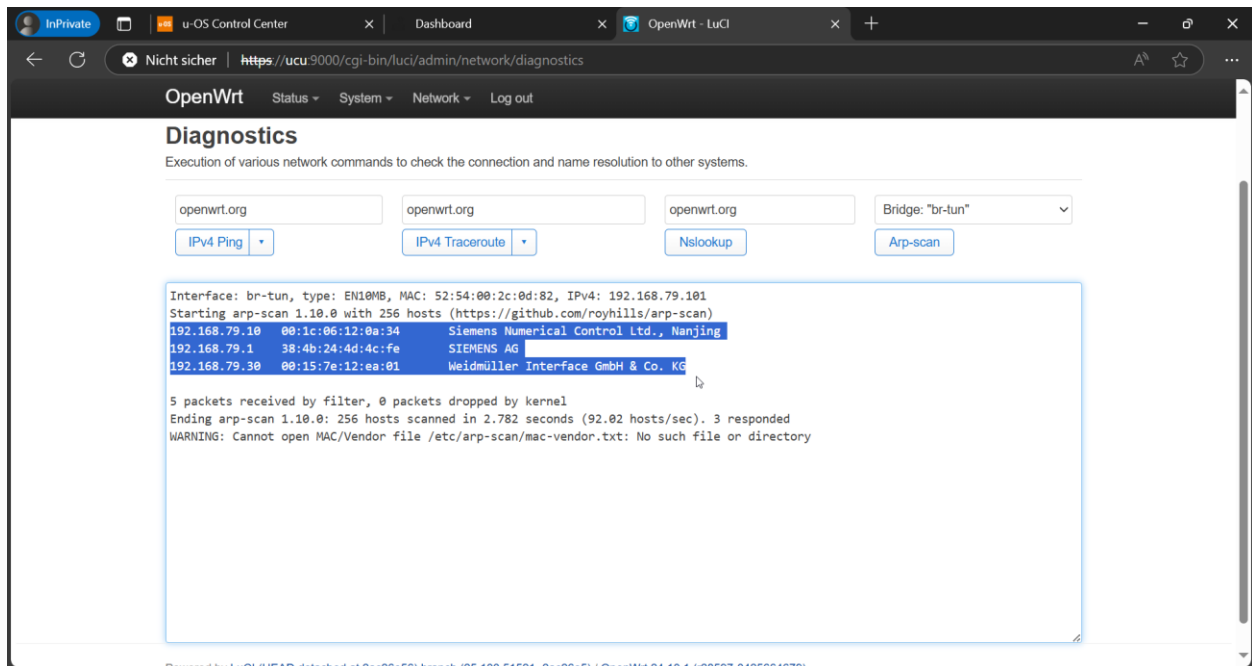 InPrivate u-OS Control Center Dashboard OpenWrt - LuCI
Nicht sicher | https://ucu:9000/cgi-bin/luci/admin/network/diagnostics
OpenWrt Status System Network Log out
Diagnostics
Execution of various network commands to check the connection and name resolution to other systems.
openwrt.org openwrt.org openwrt.org Bridge: "br-tun"
IPv4 Ping IPv4 Traceroute Nslookup Arp-scan
Interface: br-tun, type: EN10MB, MAC: 52:54:00:2c:0d:82, IPv4: 192.168.79.101
Starting arp-scan 1.10.0 with 256 hosts (https://github.com/royhills/arp-scan)
192.168.79.10 00:1c:06:12:0a:34 Siemens Numerical Control Ltd., Nanjing
192.168.79.1 38:4b:24:4d:4c:fe SIEMENS AG
192.168.79.30 00:15:7e:12:ea:01 Weidmüller Interface GmbH & Co. KG
5 packets received by filter, 0 packets dropped by kernel
Ending arp-scan 1.10.0: 256 hosts scanned in 2.782 seconds (92.02 hosts/sec). 3 responded
WARNING: Cannot open MAC/Vendor file /etc/arp-scan/mac-vendor.txt: No such file or directory